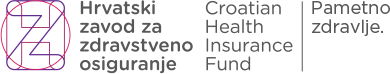 Hrvatski
zavod za
zdravstveno
osiguranje
Croatian
Health
Insurance
Fund
Pametno
zdravlje.